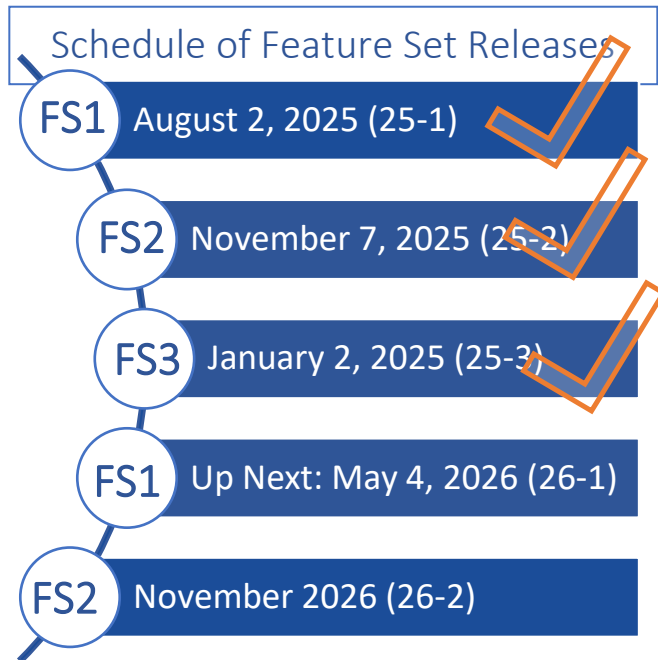 Schedule of Feature Set Releases
FS1 August 2, 2025 (25-1)
FS2 November 7, 2025 (25-2)
FS3 January 2, 2025 (25-3)
FS1 Up Next: May 4, 2026 (26-1)
FS2 November 2026 (26-2)